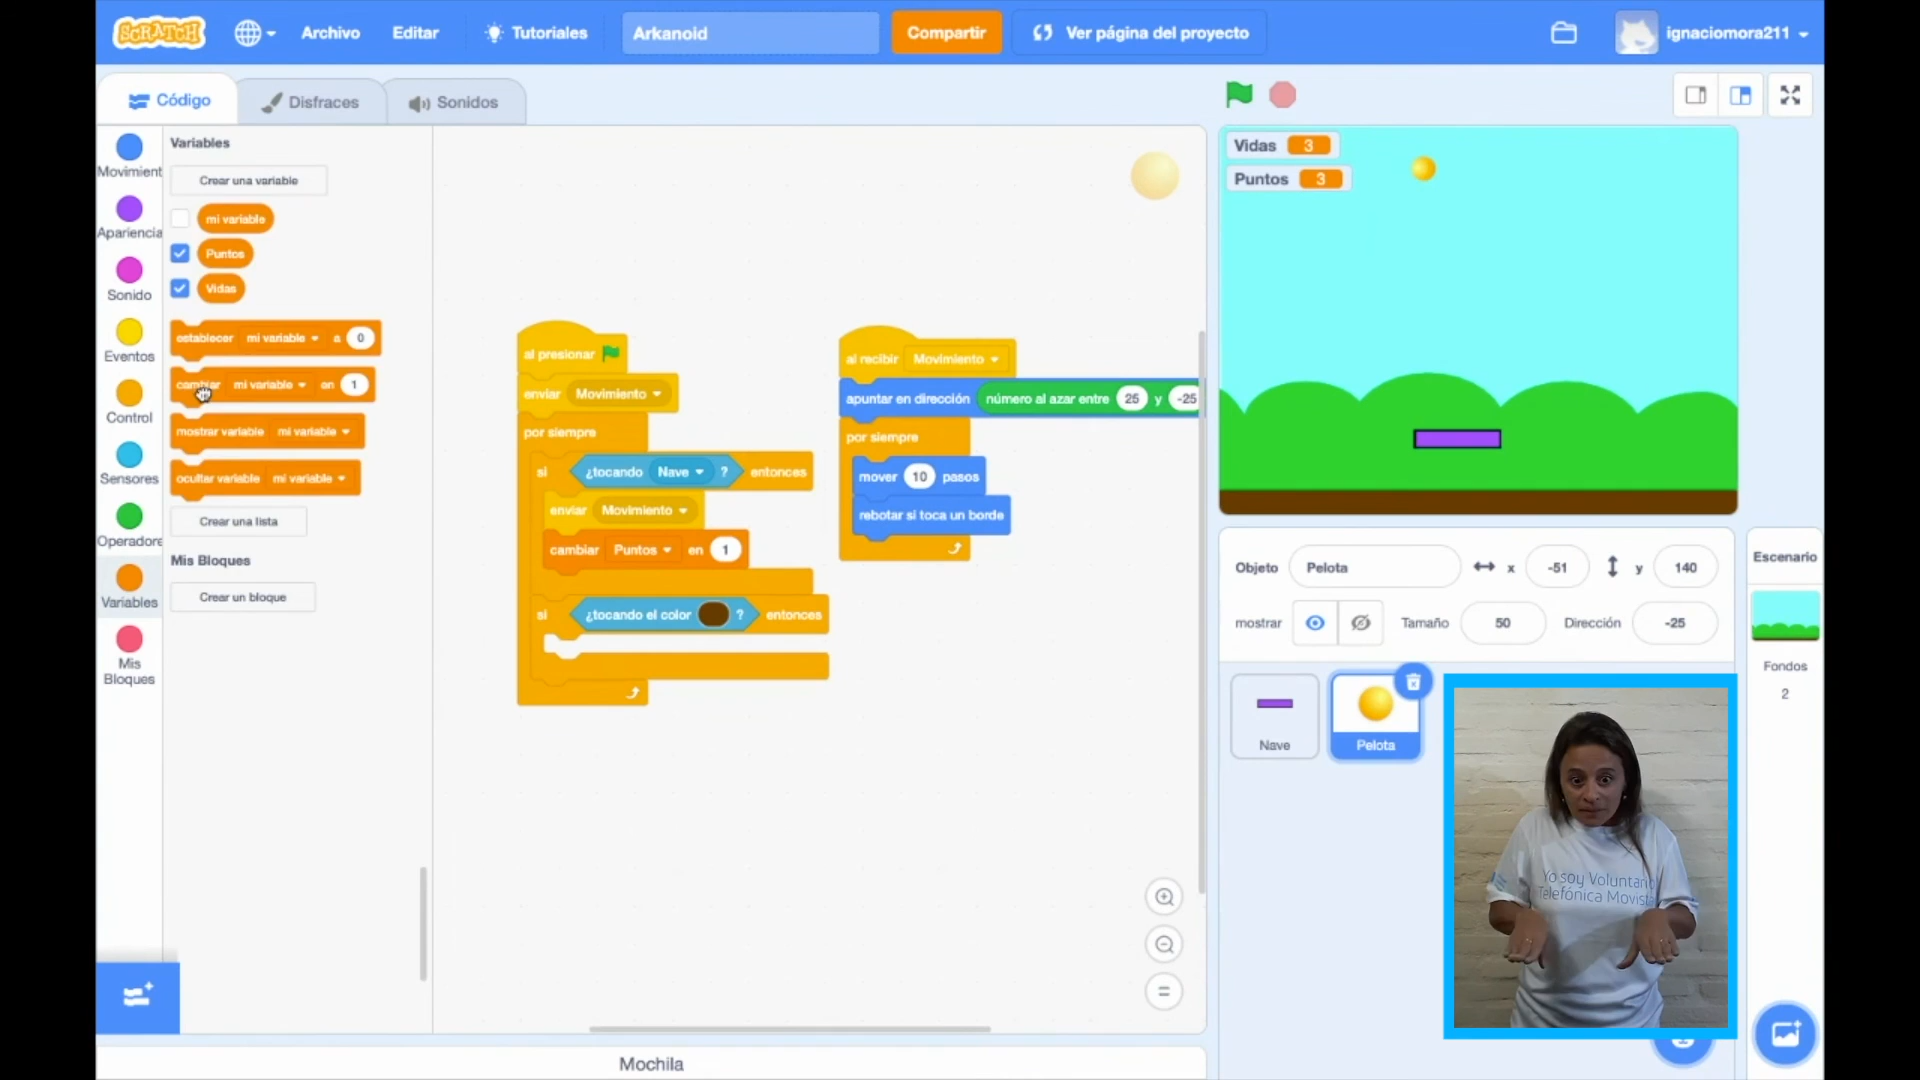 SCRATCH
Archivo
Editar
Tutoriales
Arkanoid
Compartir
Ver página del proyecto
ignaciomora211
Código
Disfraces
Sonidos
Movimient
Apariencia
Sonido
Eventos
Control
Sensores
Operadore
Variables
Mis
Bloques
Variables
Crear una variable
mi variable
Puntos
Vidas
establecer mi variable a 0
cambiar mi variable en 1
mostrar variable mi variable
ocultar variable mi variable
Crear una lista
Mis Bloques
Crear un bloque
al presionar
enviar Movimiento
por siempre
si ¿tocando Nave ? entonces
enviar Movimiento
cambiar Puntos en 1
si ¿tocando el color ? entonces
al recibir Movimiento
apuntar en dirección número al azar entre 25 y -25
por siempre
mover 10 pasos
rebotar si toca un borde
Mochila
Vidas 3
Puntos 3
Objeto Pelota x -51 y 140
mostrar Tamaño 50 Dirección -25
Nave
Pelota
Escenario
Fondos
2
Yo soy Voluntari
Telefónica Movista